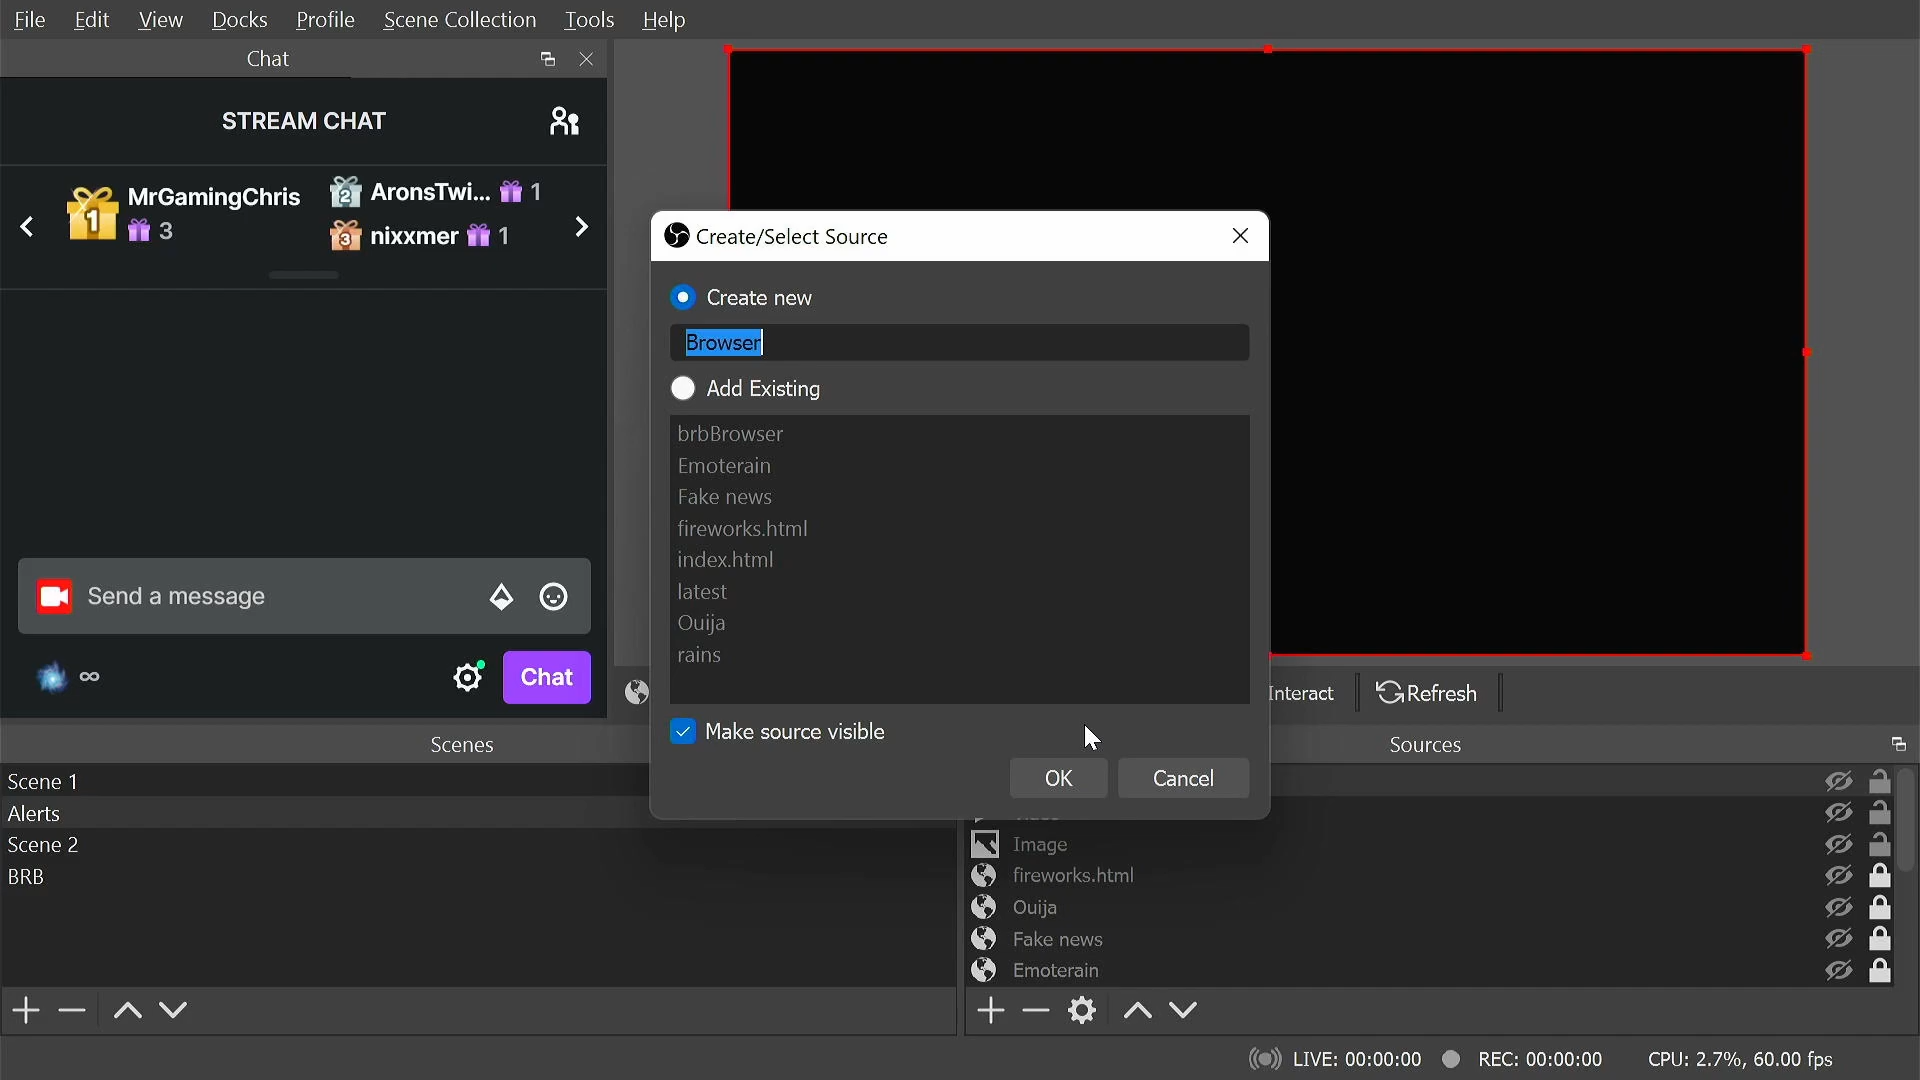 File Edit View Docks Profile Scene Collection Tools Help
Chat
STREAM CHAT
1 MrGamingChris 3
2 AronsTwi... 1
3 nixxmer 1
Send a message
∞ Chat
Create/Select Source
Create new
Browser
Add Existing
brbBrowser
Emoterain
Fake news
fireworks.html
index.html
latest
Ouija
rains
Make source visible
OK Cancel
Interact Refresh
Scenes
Scene 1
Alerts
Scene 2
BRB
Sources
Image
fireworks.html
Ouija
Fake news
Emoterain
LIVE: 00:00:00 REC: 00:00:00 CPU: 2.7%, 60.00 fps